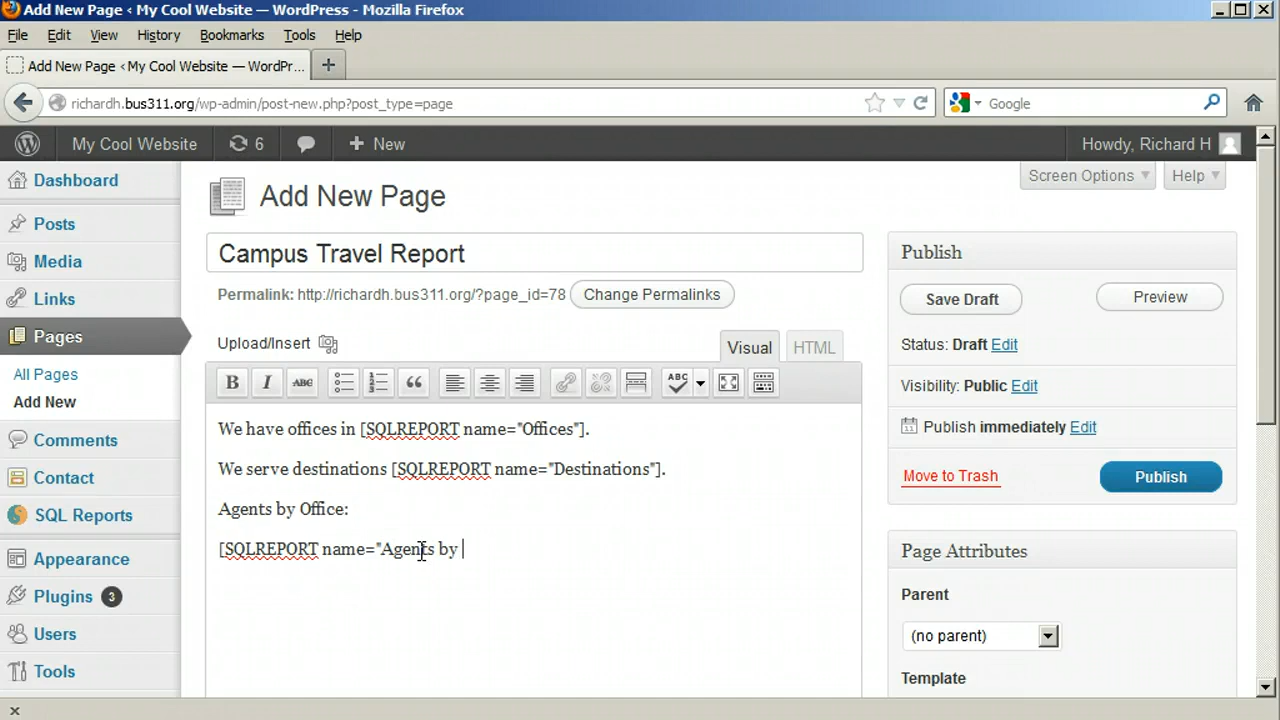 Add New Page ‹ My Cool Website — WordPress - Mozilla Firefox
File Edit View History Bookmarks Tools Help
Add New Page ‹ My Cool Website — WordPr...
richardh.bus311.org/wp-admin/post-new.php?post_type=page
Google
My Cool Website 6 + New Howdy, Richard H
Screen Options Help
Dashboard
Posts
Media
Links
Pages
All Pages
Add New
Comments
Contact
SQL Reports
Appearance
Plugins 3
Users
Tools
Add New Page
Campus Travel Report
Permalink: http://richardh.bus311.org/?page_id=78 Change Permalinks
Upload/Insert Visual HTML
B I ABC ABC
We have offices in [SQLREPORT name="Offices"].
We serve destinations [SQLREPORT name="Destinations"].
Agents by Office:
[SQLREPORT name="Agents by
Publish
Save Draft Preview
Status: Draft Edit
Visibility: Public Edit
Publish immediately Edit
Move to Trash Publish
Page Attributes
Parent
(no parent)
Template